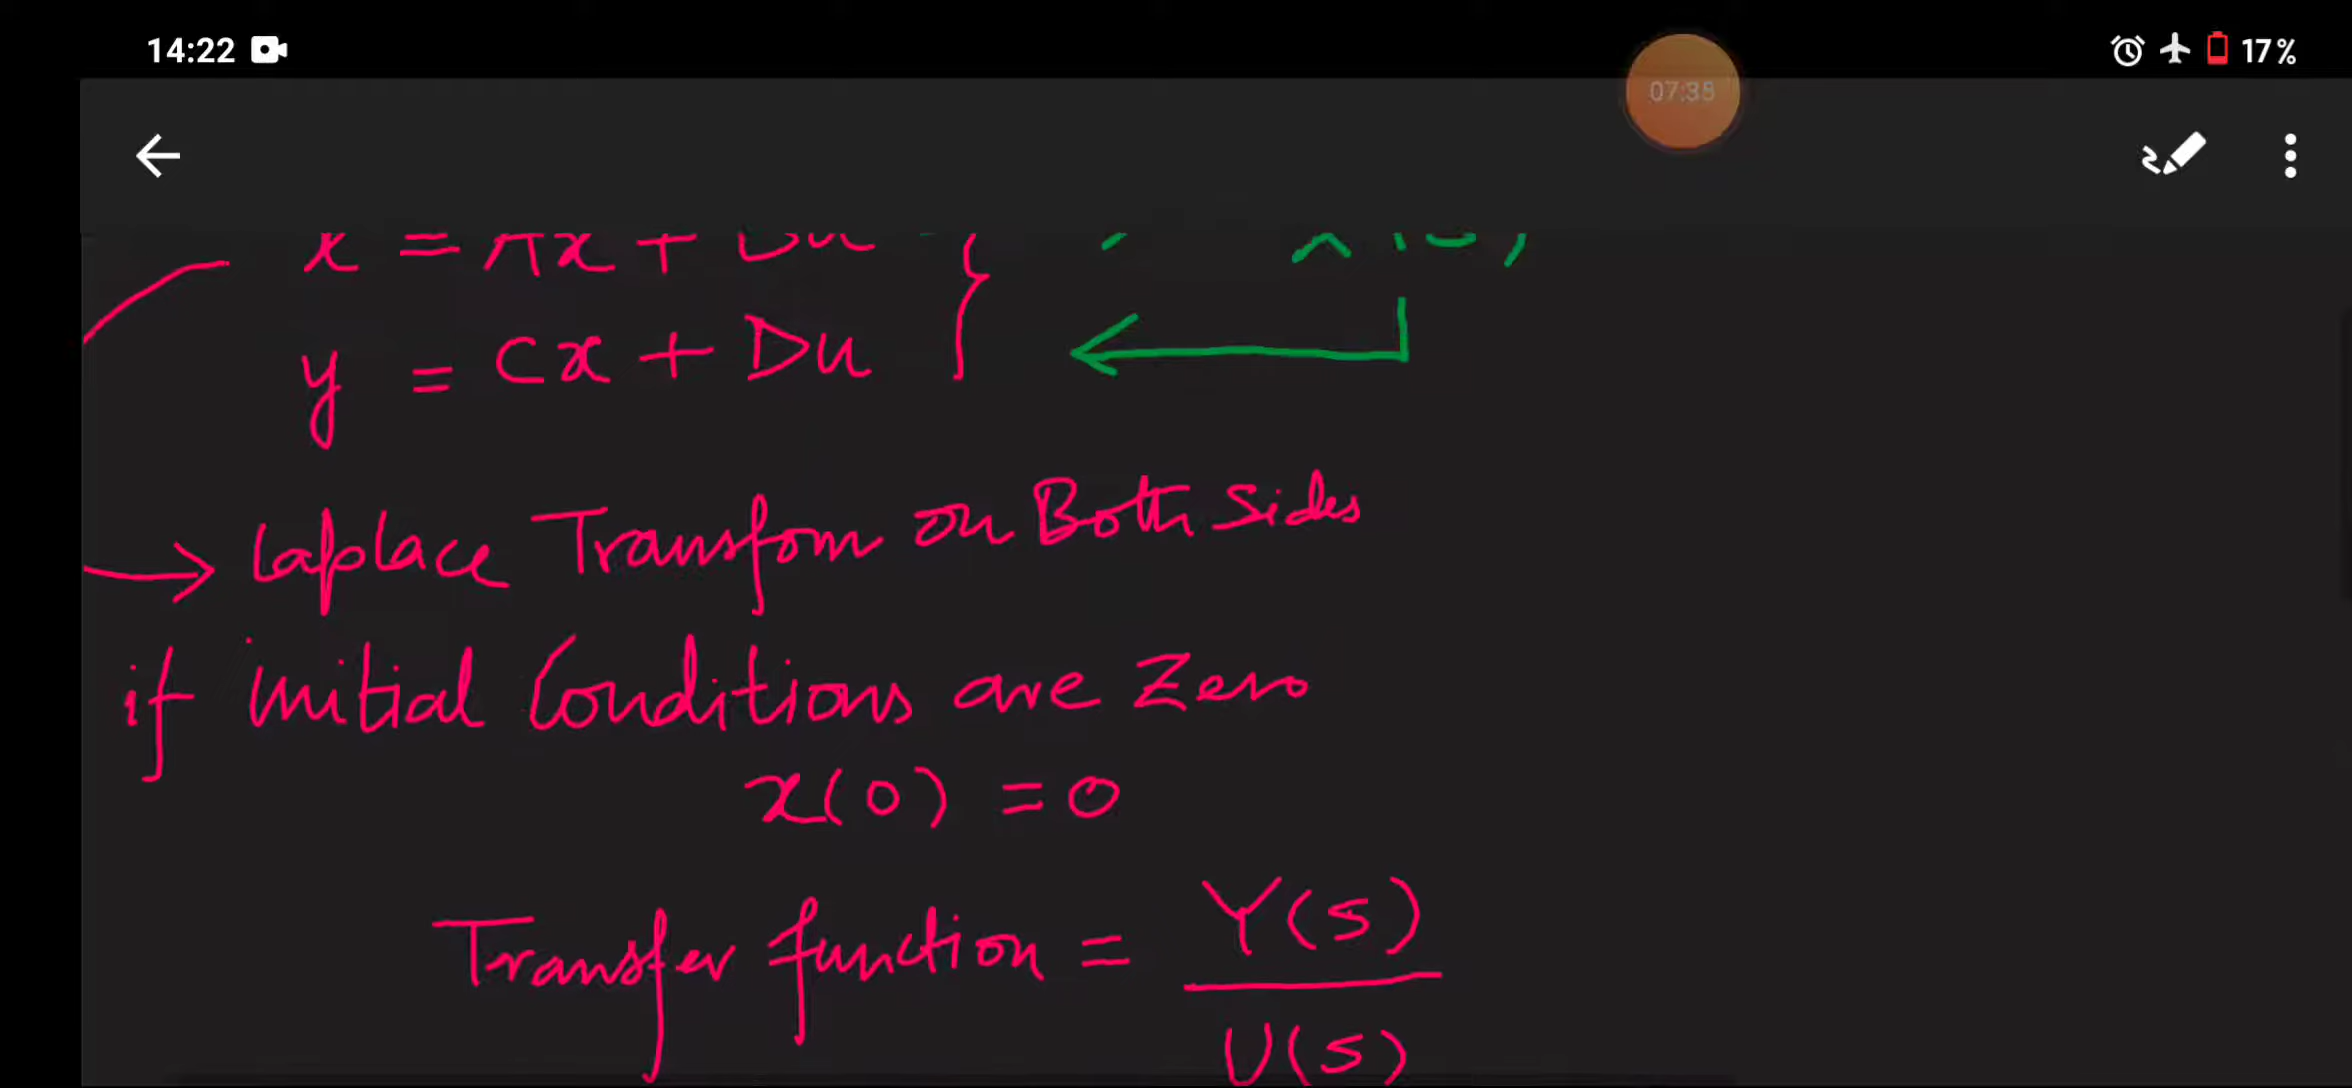 14:22 17%
07:38
y = Cx + Du
Laplace Transfom on Both Sides
if initial Conditions are Zero
x(0) = 0
Transfer function = Y(s)
U(s)